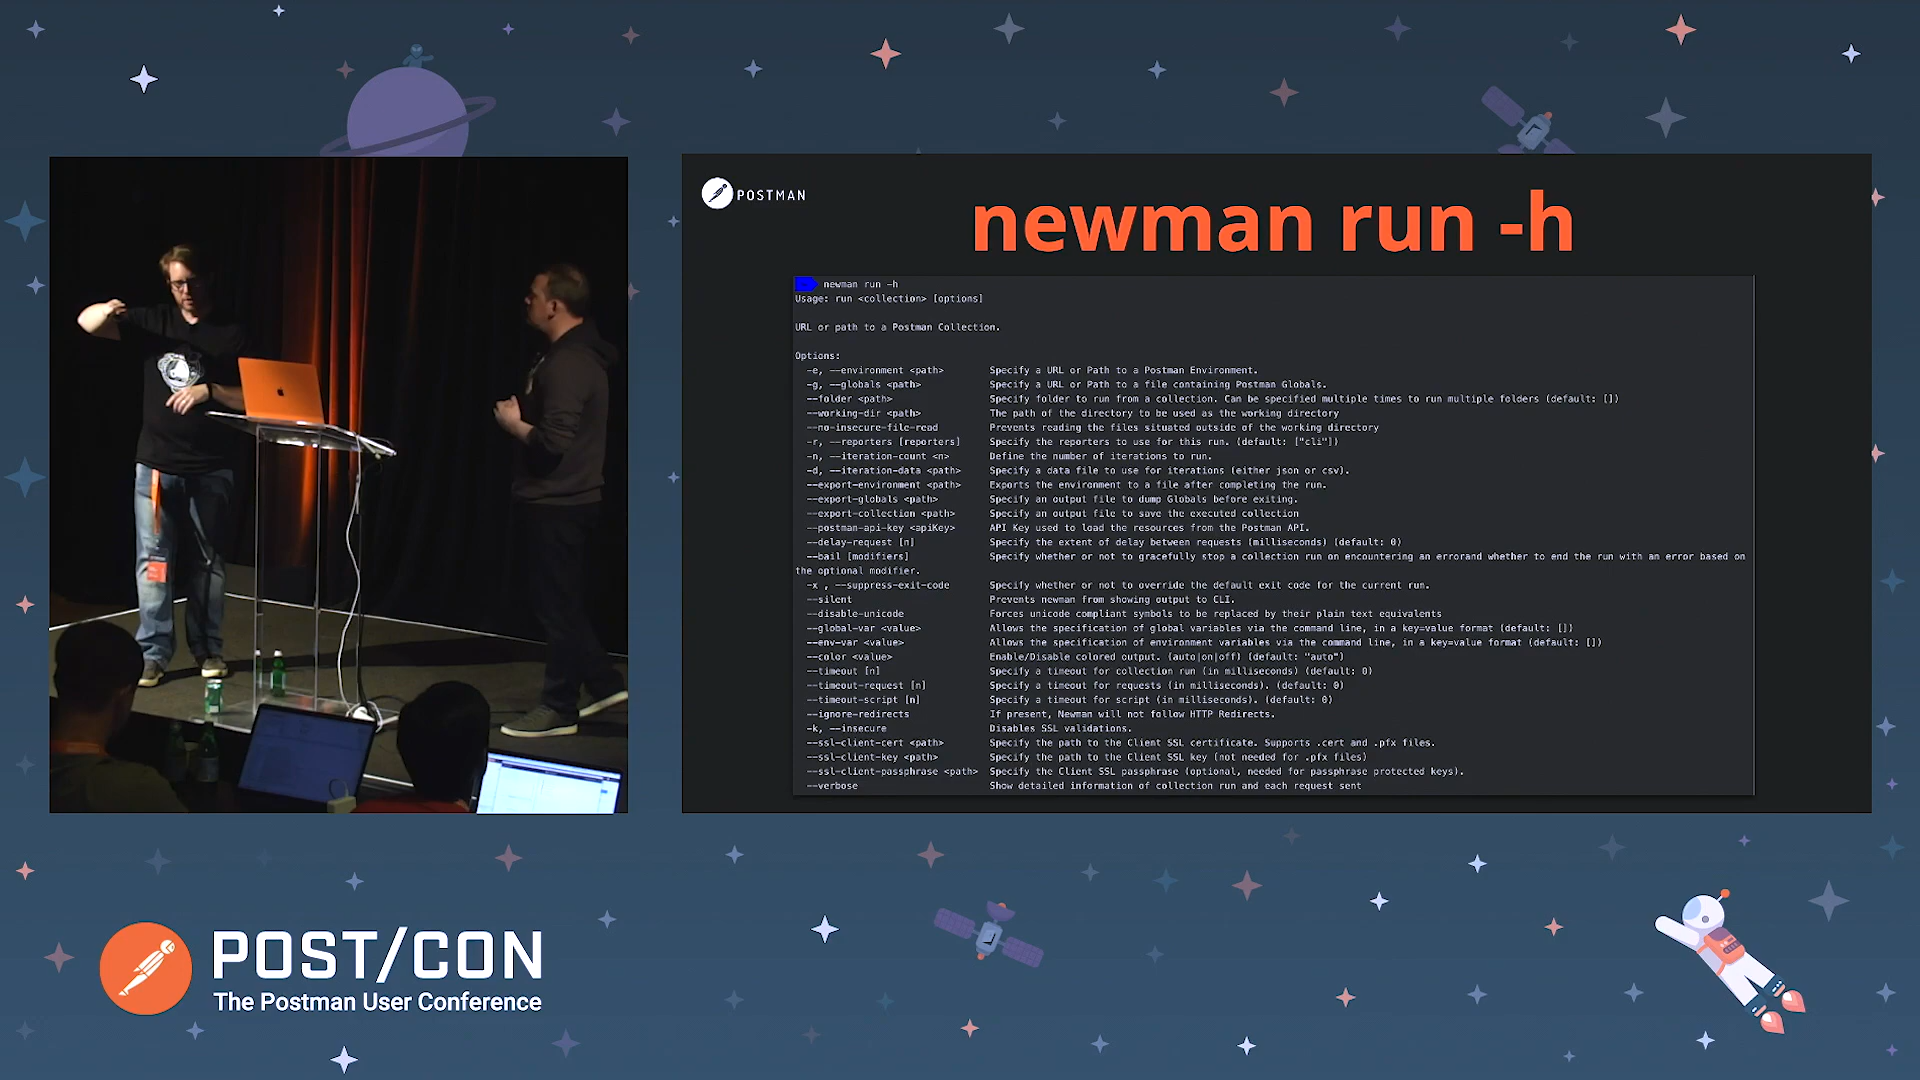 POSTMAN
newman run -h
newman run -h
Usage: run <collection> [options]
URL or path to a Postman Collection.
Options:
-e, --environment <path> Specify a URL or Path to a Postman Environment.
-g, --globals <path> Specify a URL or Path to a file containing Postman Globals.
--folder <path> Specify folder to run from a collection. Can be specified multiple times to run multiple folders (default: [])
--working-dir <path> The path of the directory to be used as the working directory
--no-insecure-file-read Prevents reading the files situated outside of the working directory
-r, --reporters [reporters] Specify the reporters to use for this run. (default: ["cli"])
-n, --iteration-count <n> Define the number of iterations to run.
-d, --iteration-data <path> Specify a data file to use for iterations (either json or csv).
--export-environment <path> Exports the environment to a file after completing the run.
--export-globals <path> Specify an output file to dump Globals before exiting.
--export-collection <path> Specify an output file to save the executed collection
--postman-api-key <apiKey> API Key used to load the resources from the Postman API.
--delay-request [n] Specify the extent of delay between requests (milliseconds) (default: 0)
--bail [modifiers] Specify whether or not to gracefully stop a collection run on encountering an errorand whether to end the run with an error based on
the optional modifier.
-x , --suppress-exit-code Specify whether or not to override the default exit code for the current run.
--silent Prevents newman from showing output to CLI.
--disable-unicode Forces unicode compliant symbols to be replaced by their plain text equivalents
--global-var <value> Allows the specification of global variables via the command line, in a key=value format (default: [])
--env-var <value> Allows the specification of environment variables via the command line, in a key=value format (default: [])
--color <value> Enable/Disable colored output. (auto|on|off) (default: "auto")
--timeout [n] Specify a timeout for collection run (in milliseconds) (default: 0)
--timeout-request [n] Specify a timeout for requests (in milliseconds). (default: 0)
--timeout-script [n] Specify a timeout for script (in milliseconds). (default: 0)
--ignore-redirects If present, Newman will not follow HTTP Redirects.
-k, --insecure Disables SSL validations.
--ssl-client-cert <path> Specify the path to the Client SSL certificate. Supports .cert and .pfx files.
--ssl-client-key <path> Specify the path to the Client SSL key (not needed for .pfx files)
--ssl-client-passphrase <path> Specify the Client SSL passphrase (optional, needed for passphrase protected keys).
--verbose Show detailed information of collection run and each request sent
POST/CON
The Postman User Conference